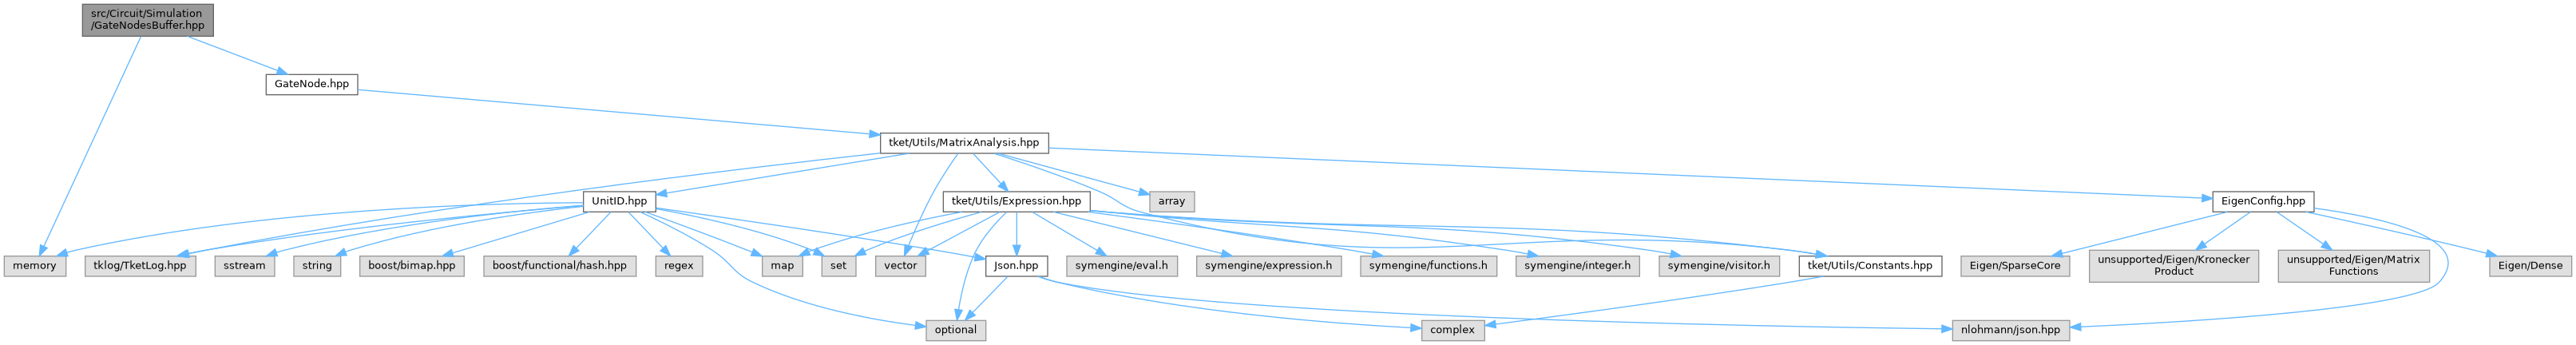 src/Circuit/Simulation
/GateNodesBuffer.hpp
GateNode.hpp
tket/Utils/MatrixAnalysis.hpp
UnitID.hpp
tket/Utils/Expression.hpp
array
EigenConfig.hpp
memory
tklog/TketLog.hpp
sstream
string
boost/bimap.hpp
boost/functional/hash.hpp
regex
map
set
vector
Json.hpp
symengine/eval.h
symengine/expression.h
symengine/functions.h
symengine/integer.h
symengine/visitor.h
tket/Utils/Constants.hpp
Eigen/SparseCore
unsupported/Eigen/Kronecker
Product
unsupported/Eigen/Matrix
Functions
Eigen/Dense
optional
complex
nlohmann/json.hpp